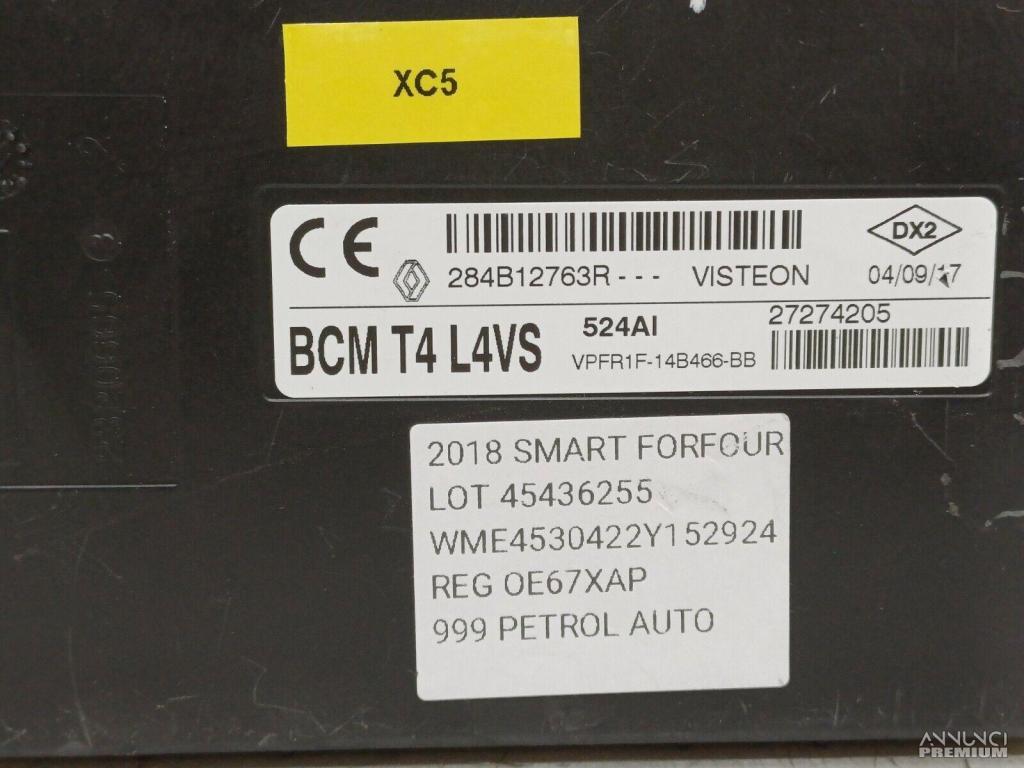 XC5
CE
284B12763R--- VISTEON
DX2
04/09/17
BCM T4 L4VS
524AI
VPFR1F-14B466-BB
27274205
2018 SMART FORFOUR
LOT 45436255
WME4530422Y152924
REG OE67XAP
999 PETROL AUTO
ANNUNCI
PREMIUM